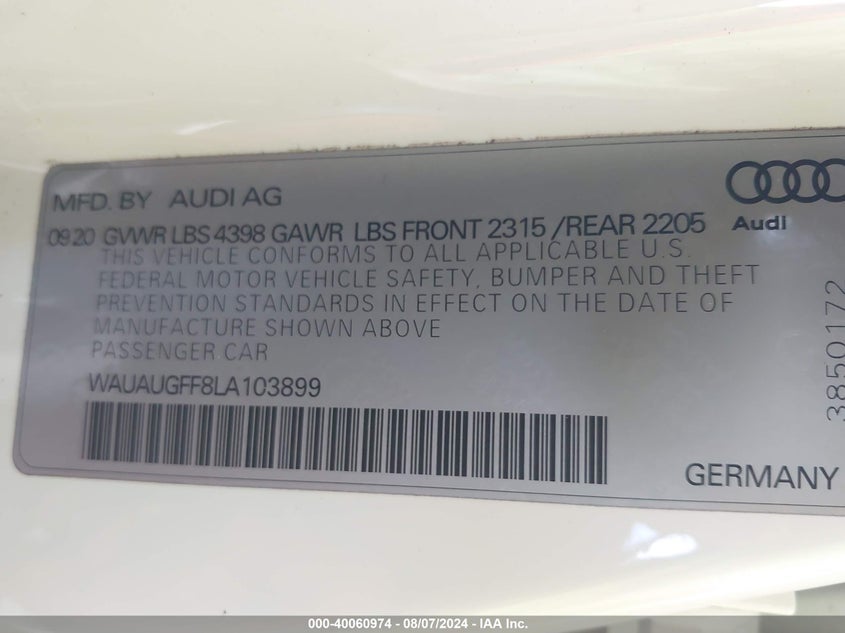 MFD. BY AUDI AG
09.20 GVWR LBS 4398 GAWR LBS FRONT 2315 /REAR 2205
Audi
THIS VEHICLE CONFORMS TO ALL APPLICABLE U.S.
FEDERAL MOTOR VEHICLE SAFETY, BUMPER AND THEFT
PREVENTION STANDARDS IN EFFECT ON THE DATE OF
MANUFACTURE SHOWN ABOVE
PASSENGER CAR
WAUAUGFF8LA103899
3850172
GERMANY
000-40060974 - 08/07/2024 - IAA Inc.